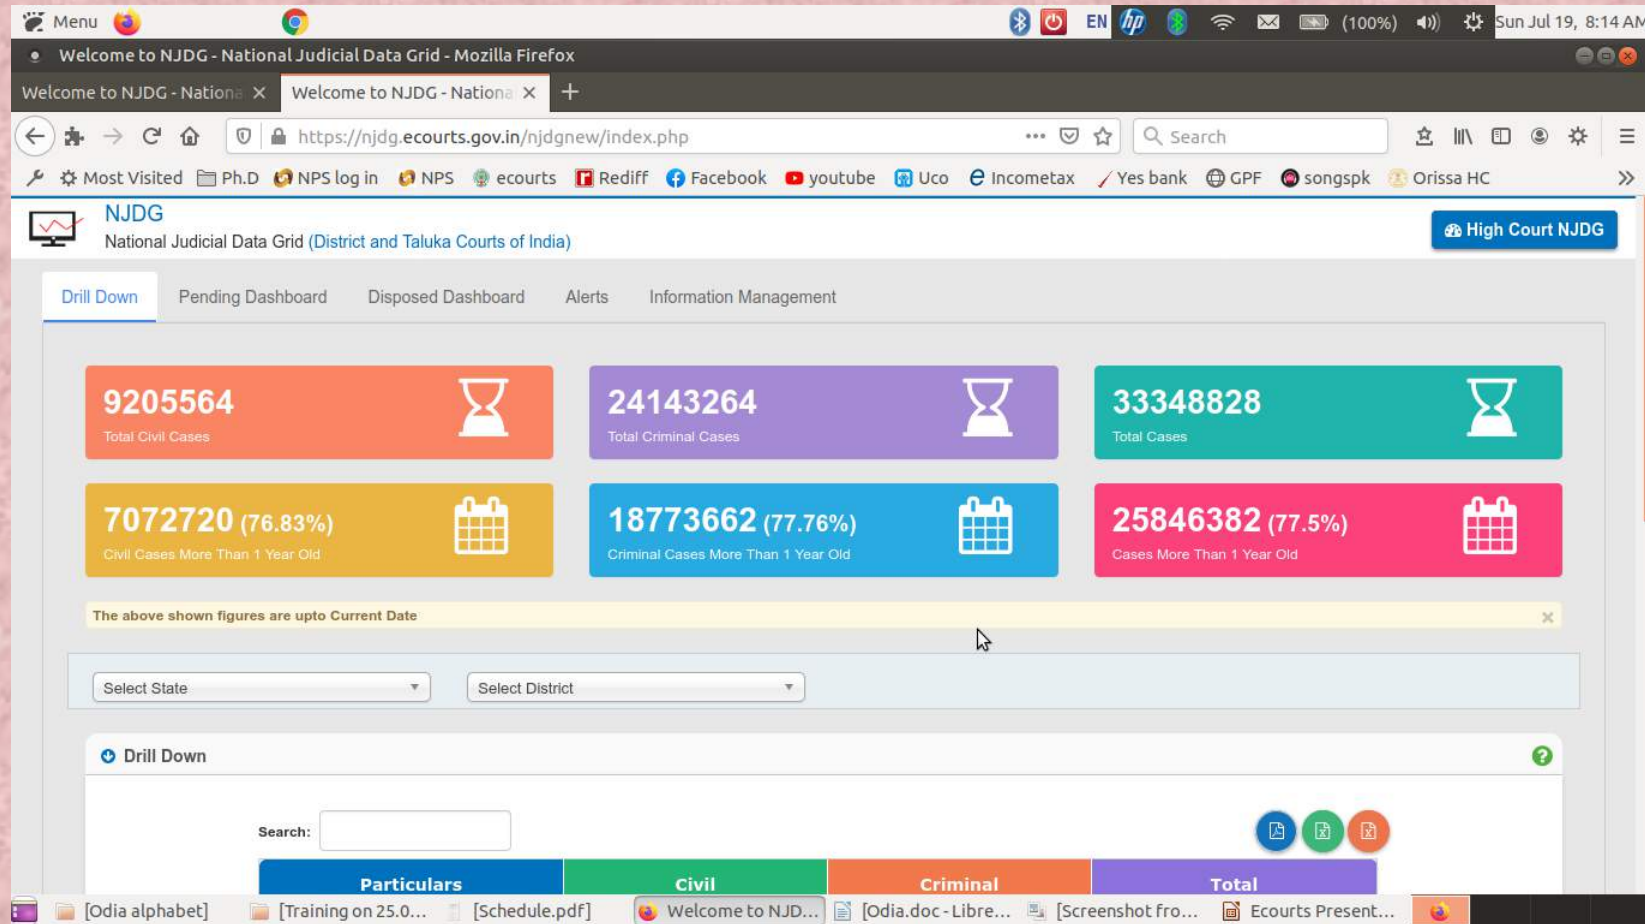 Menu
EN
(100%)
Sun Jul 19, 8:14 AM
Welcome to NJDG - National Judicial Data Grid - Mozilla Firefox
Welcome to NJDG - Nationa
Welcome to NJDG - Nationa
https://njdg.ecourts.gov.in/njdgnew/index.php
Search
Most Visited Ph.D NPS log in NPS ecourts Rediff Facebook youtube Uco Incometax Yes bank GPF songspk Orissa HC
NJDG
National Judicial Data Grid (District and Taluka Courts of India)
High Court NJDG
Drill Down Pending Dashboard Disposed Dashboard Alerts Information Management
9205564
Total Civil Cases
24143264
Total Criminal Cases
33348828
Total Cases
7072720 (76.83%)
Civil Cases More Than 1 Year Old
18773662 (77.76%)
Criminal Cases More Than 1 Year Old
25846382 (77.5%)
Cases More Than 1 Year Old
The above shown figures are upto Current Date
Select State
Select District
Drill Down
Search:
Particulars Civil Criminal Total
[Odia alphabet] [Training on 25.0... [Schedule.pdf] Welcome to NJD... [Odia.doc - Libre... [Screenshot fro... Ecourts Present...